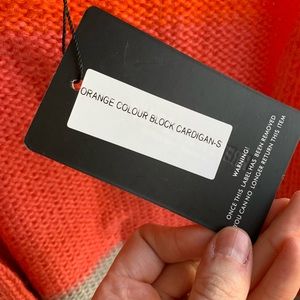 ORANGE COLOUR BLOCK CARDIGAN-S
WARNING!
ONCE THIS LABEL HAS BEEN REMOVED
YOU CAN NO LONGER RETURN THIS ITEM